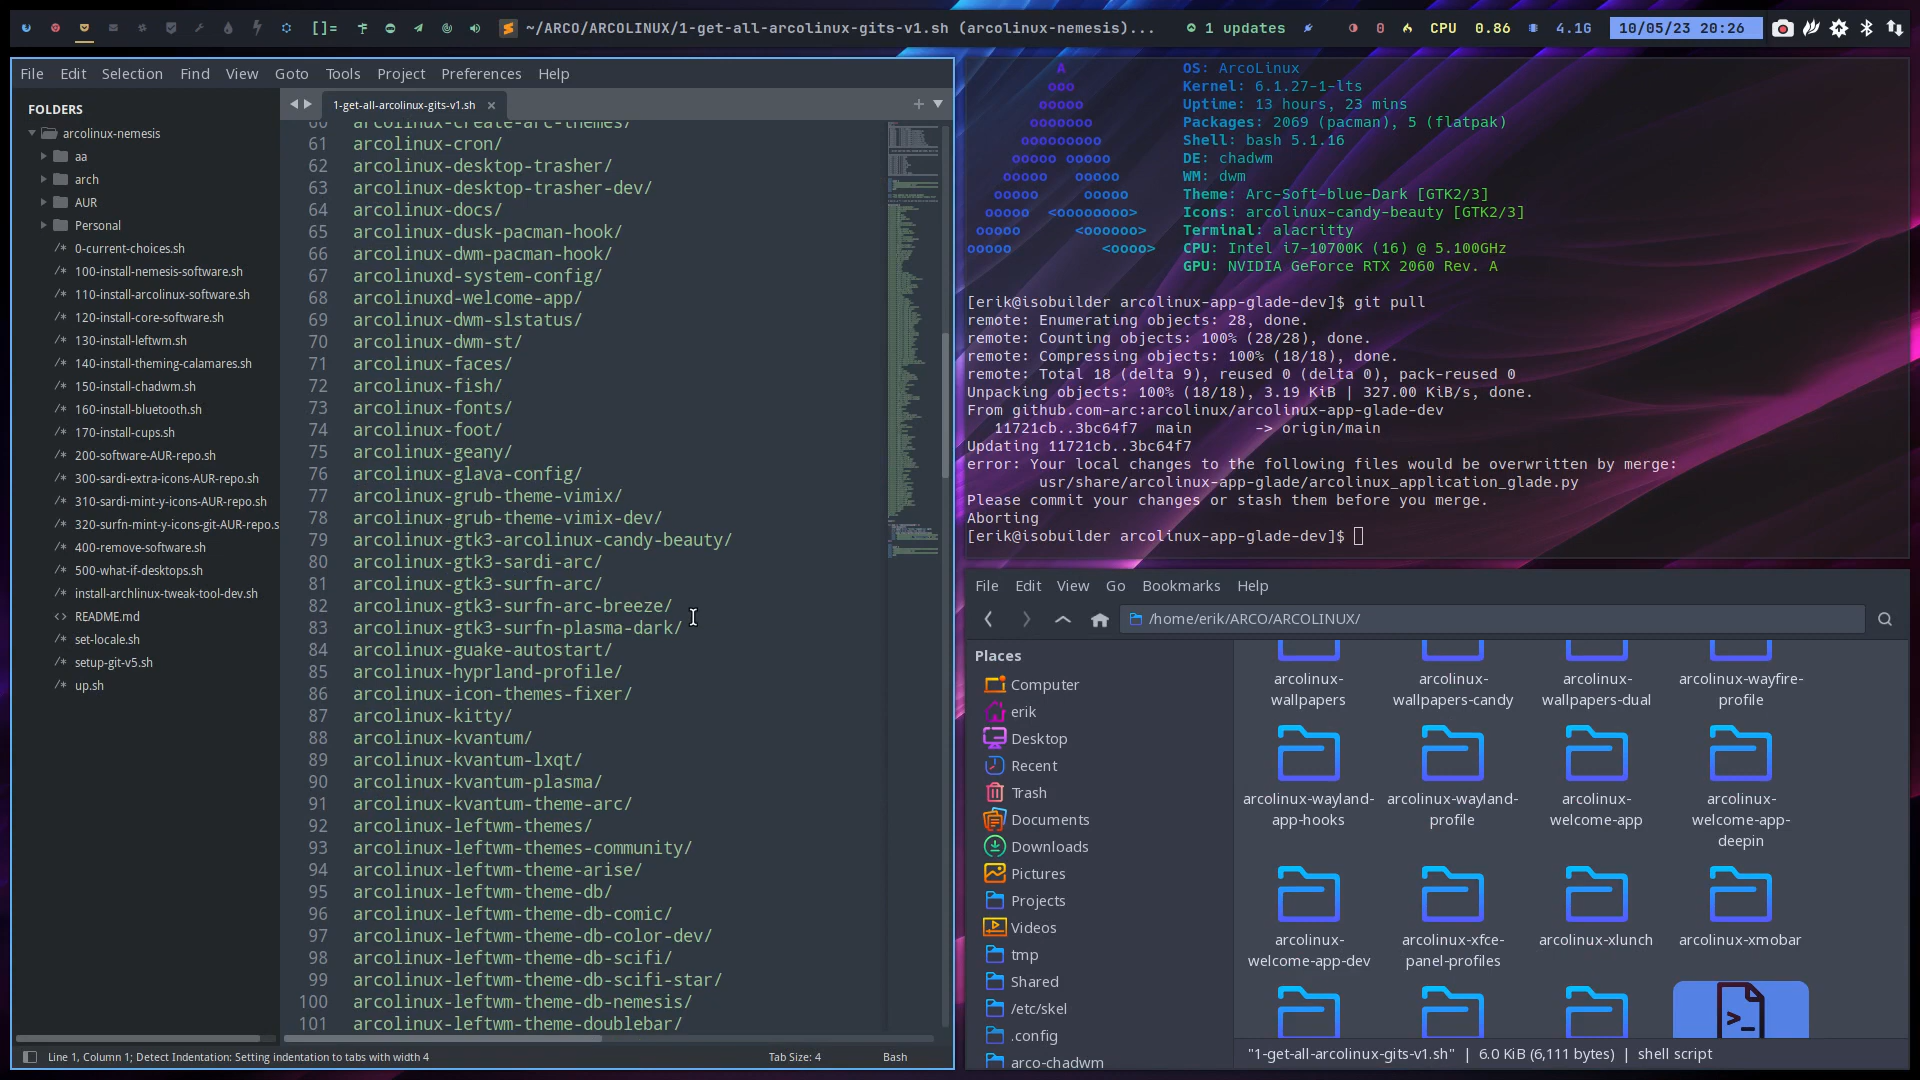 []=
~/ARCO/ARCOLINUX/1-get-all-arcolinux-gits-v1.sh (arcolinux-nemesis)...
1 updates
0
CPU 0.86
4.1G
10/05/23 20:26
File Edit Selection Find View Goto Tools Project Preferences Help
FOLDERS
arcolinux-nemesis
aa
arch
AUR
Personal
/* 0-current-choices.sh
/* 100-install-nemesis-software.sh
/* 110-install-arcolinux-software.sh
/* 120-install-core-software.sh
/* 130-install-leftwm.sh
/* 140-install-theming-calamares.sh
/* 150-install-chadwm.sh
/* 160-install-bluetooth.sh
/* 170-install-cups.sh
/* 200-software-AUR-repo.sh
/* 300-sardi-extra-icons-AUR-repo.sh
/* 310-sardi-mint-y-icons-AUR-repo.sh
/* 320-surfn-mint-y-icons-git-AUR-repo.s
/* 400-remove-software.sh
/* 500-what-if-desktops.sh
/* install-archlinux-tweak-tool-dev.sh
<> README.md
/* set-locale.sh
/* setup-git-v5.sh
/* up.sh
1-get-all-arcolinux-gits-v1.sh ×
60 arcolinux-create-arc-themes/
61 arcolinux-cron/
62 arcolinux-desktop-trasher/
63 arcolinux-desktop-trasher-dev/
64 arcolinux-docs/
65 arcolinux-dusk-pacman-hook/
66 arcolinux-dwm-pacman-hook/
67 arcolinuxd-system-config/
68 arcolinuxd-welcome-app/
69 arcolinux-dwm-slstatus/
70 arcolinux-dwm-st/
71 arcolinux-faces/
72 arcolinux-fish/
73 arcolinux-fonts/
74 arcolinux-foot/
75 arcolinux-geany/
76 arcolinux-glava-config/
77 arcolinux-grub-theme-vimix/
78 arcolinux-grub-theme-vimix-dev/
79 arcolinux-gtk3-arcolinux-candy-beauty/
80 arcolinux-gtk3-sardi-arc/
81 arcolinux-gtk3-surfn-arc/
82 arcolinux-gtk3-surfn-arc-breeze/
83 arcolinux-gtk3-surfn-plasma-dark/
84 arcolinux-guake-autostart/
85 arcolinux-hyprland-profile/
86 arcolinux-icon-themes-fixer/
87 arcolinux-kitty/
88 arcolinux-kvantum/
89 arcolinux-kvantum-lxqt/
90 arcolinux-kvantum-plasma/
91 arcolinux-kvantum-theme-arc/
92 arcolinux-leftwm-themes/
93 arcolinux-leftwm-themes-community/
94 arcolinux-leftwm-theme-arise/
95 arcolinux-leftwm-theme-db/
96 arcolinux-leftwm-theme-db-comic/
97 arcolinux-leftwm-theme-db-color-dev/
98 arcolinux-leftwm-theme-db-scifi/
99 arcolinux-leftwm-theme-db-scifi-star/
100 arcolinux-leftwm-theme-db-nemesis/
101 arcolinux-leftwm-theme-doublebar/
Line 1, Column 1; Detect Indentation: Setting indentation to tabs with width 4
Tab Size: 4
Bash
A OS: ArcoLinux
ooo Kernel: 6.1.27-1-lts
ooooo Uptime: 13 hours, 23 mins
ooooooo Packages: 2069 (pacman), 5 (flatpak)
ooooooooo Shell: bash 5.1.16
ooooo ooooo DE: chadwm
ooooo ooooo WM: dwm
ooooo ooooo Theme: Arc-Soft-blue-Dark [GTK2/3]
ooooo <oooooooo> Icons: arcolinux-candy-beauty [GTK2/3]
ooooo <oooooo> Terminal: alacritty
ooooo <oooo> CPU: Intel i7-10700K (16) @ 5.100GHz
GPU: NVIDIA GeForce RTX 2060 Rev. A
[erik@isobuilder arcolinux-app-glade-dev]$ git pull
remote: Enumerating objects: 28, done.
remote: Counting objects: 100% (28/28), done.
remote: Compressing objects: 100% (18/18), done.
remote: Total 18 (delta 9), reused 0 (delta 0), pack-reused 0
Unpacking objects: 100% (18/18), 3.19 KiB | 327.00 KiB/s, done.
From github.com-arc:arcolinux/arcolinux-app-glade-dev
11721cb..3bc64f7 main -> origin/main
Updating 11721cb..3bc64f7
error: Your local changes to the following files would be overwritten by merge:
usr/share/arcolinux-app-glade/arcolinux_application_glade.py
Please commit your changes or stash them before you merge.
Aborting
[erik@isobuilder arcolinux-app-glade-dev]$
File Edit View Go Bookmarks Help
/home/erik/ARCO/ARCOLINUX/
Places
Computer
erik
Desktop
Recent
Trash
Documents
Downloads
Pictures
Projects
Videos
tmp
Shared
/etc/skel
.config
arco-chadwm
arcolinux-
wallpapers
arcolinux-
wallpapers-candy
arcolinux-
wallpapers-dual
arcolinux-wayfire-
profile
arcolinux-wayland-
app-hooks
arcolinux-wayland-
profile
arcolinux-
welcome-app
arcolinux-
welcome-app-
deepin
arcolinux-
welcome-app-dev
arcolinux-xfce-
panel-profiles
arcolinux-xlunch
arcolinux-xmobar
>_
"1-get-all-arcolinux-gits-v1.sh" | 6.0 KiB (6,111 bytes) | shell script